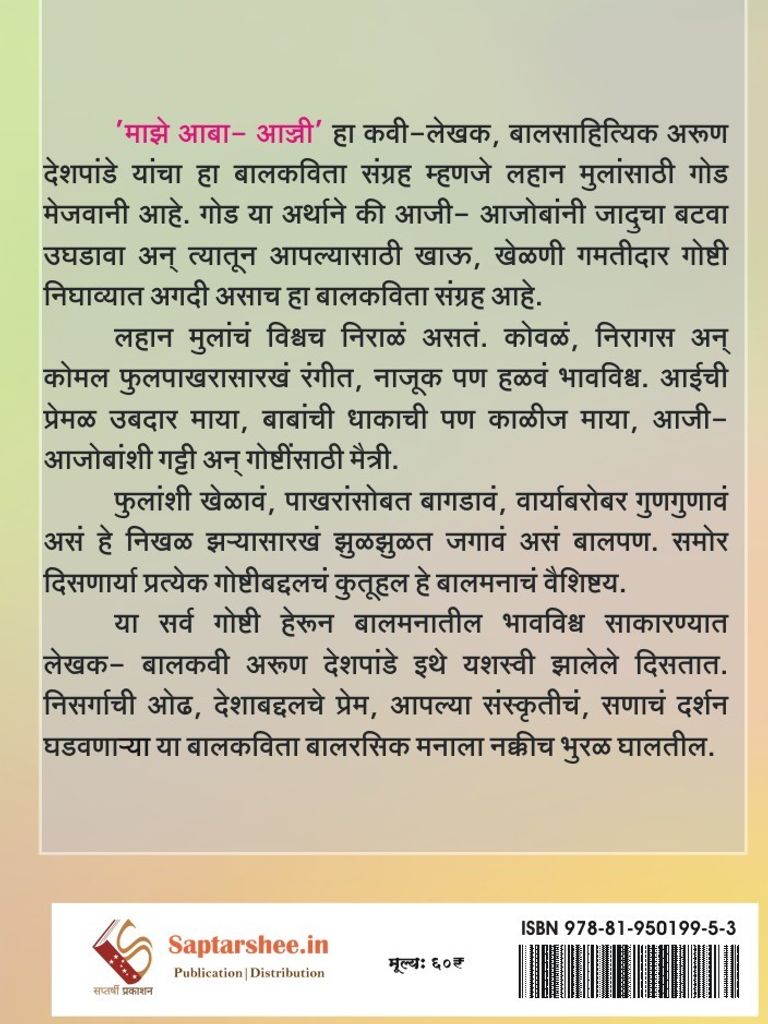 ’माझे आबा- आज्जी’ हा कवी-लेखक, बालसाहित्यिक अरूण
देशपांडे यांचा हा बालकविता संग्रह म्हणजे लहान मुलांसाठी गोड
मेजवानी आहे. गोड या अर्थाने की आजी- आजोबांनी जादुचा बटवा
उघडावा अन् त्यातून आपल्यासाठी खाऊ, खेळणी गमतीदार गोष्टी
निघाव्यात अगदी असाच हा बालकविता संग्रह आहे.
लहान मुलांचं विश्वच निराळं असतं. कोवळं, निरागस अन्
कोमल फुलपाखरासारखं रंगीत, नाजूक पण हळवं भावविश्व. आईची
प्रेमळ उबदार माया, बाबांची धाकाची पण काळीज माया, आजी-
आजोबांशी गट्टी अन् गोष्टींसाठी मैत्री.
फुलांशी खेळावं, पाखरांसोबत बागडावं, वार्याबरोबर गुणगुणावं
असं हे निखळ झऱ्यासारखं झुळझुळत जगावं असं बालपण. समोर
दिसणार्या प्रत्येक गोष्टीबद्दलचं कुतूहल हे बालमनाचं वैशिष्टय.
या सर्व गोष्टी हेरून बालमनातील भावविश्व साकारण्यात
लेखक- बालकवी अरूण देशपांडे इथे यशस्वी झालेले दिसतात.
निसर्गाची ओढ, देशाबद्दलचे प्रेम, आपल्या संस्कृतीचं, सणाचं दर्शन
घडवणाऱ्या या बालकविता बालरसिक मनाला नक्कीच भुरळ घालतील.
ISBN 978-81-950199-5-3
Saptarshee.in
Publication|Distribution
सप्तर्षी प्रकाशन
मूल्य: ६०₹